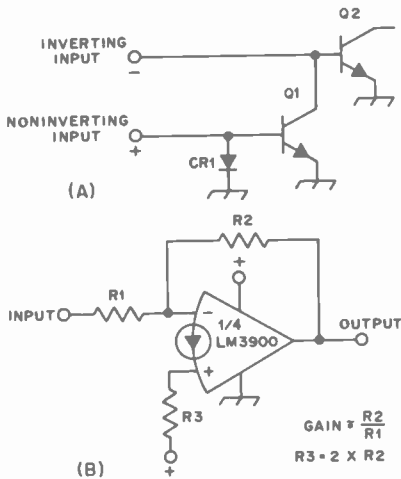 Q2
INVERTING
INPUT
-
Q1
NONINVERTING
INPUT
+
CR1
(A)
R2
+
R1
INPUT
-
1/4
LM3900
OUTPUT
+
R3
+
GAIN ≅ R2/R1
R3 = 2 X R2
(B)